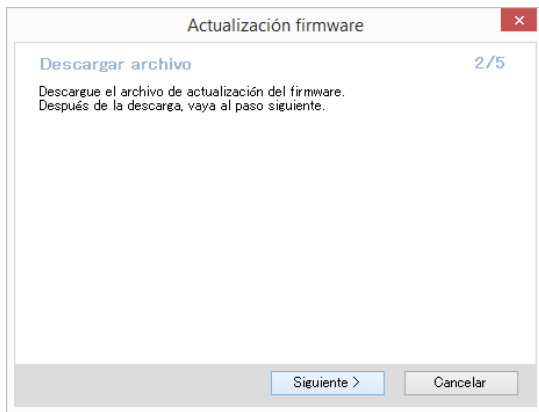 Actualización firmware
Descargar archivo 2/5
Descargue el archivo de actualización del firmware.
Después de la descarga, vaya al paso siguiente.
Siguiente > Cancelar